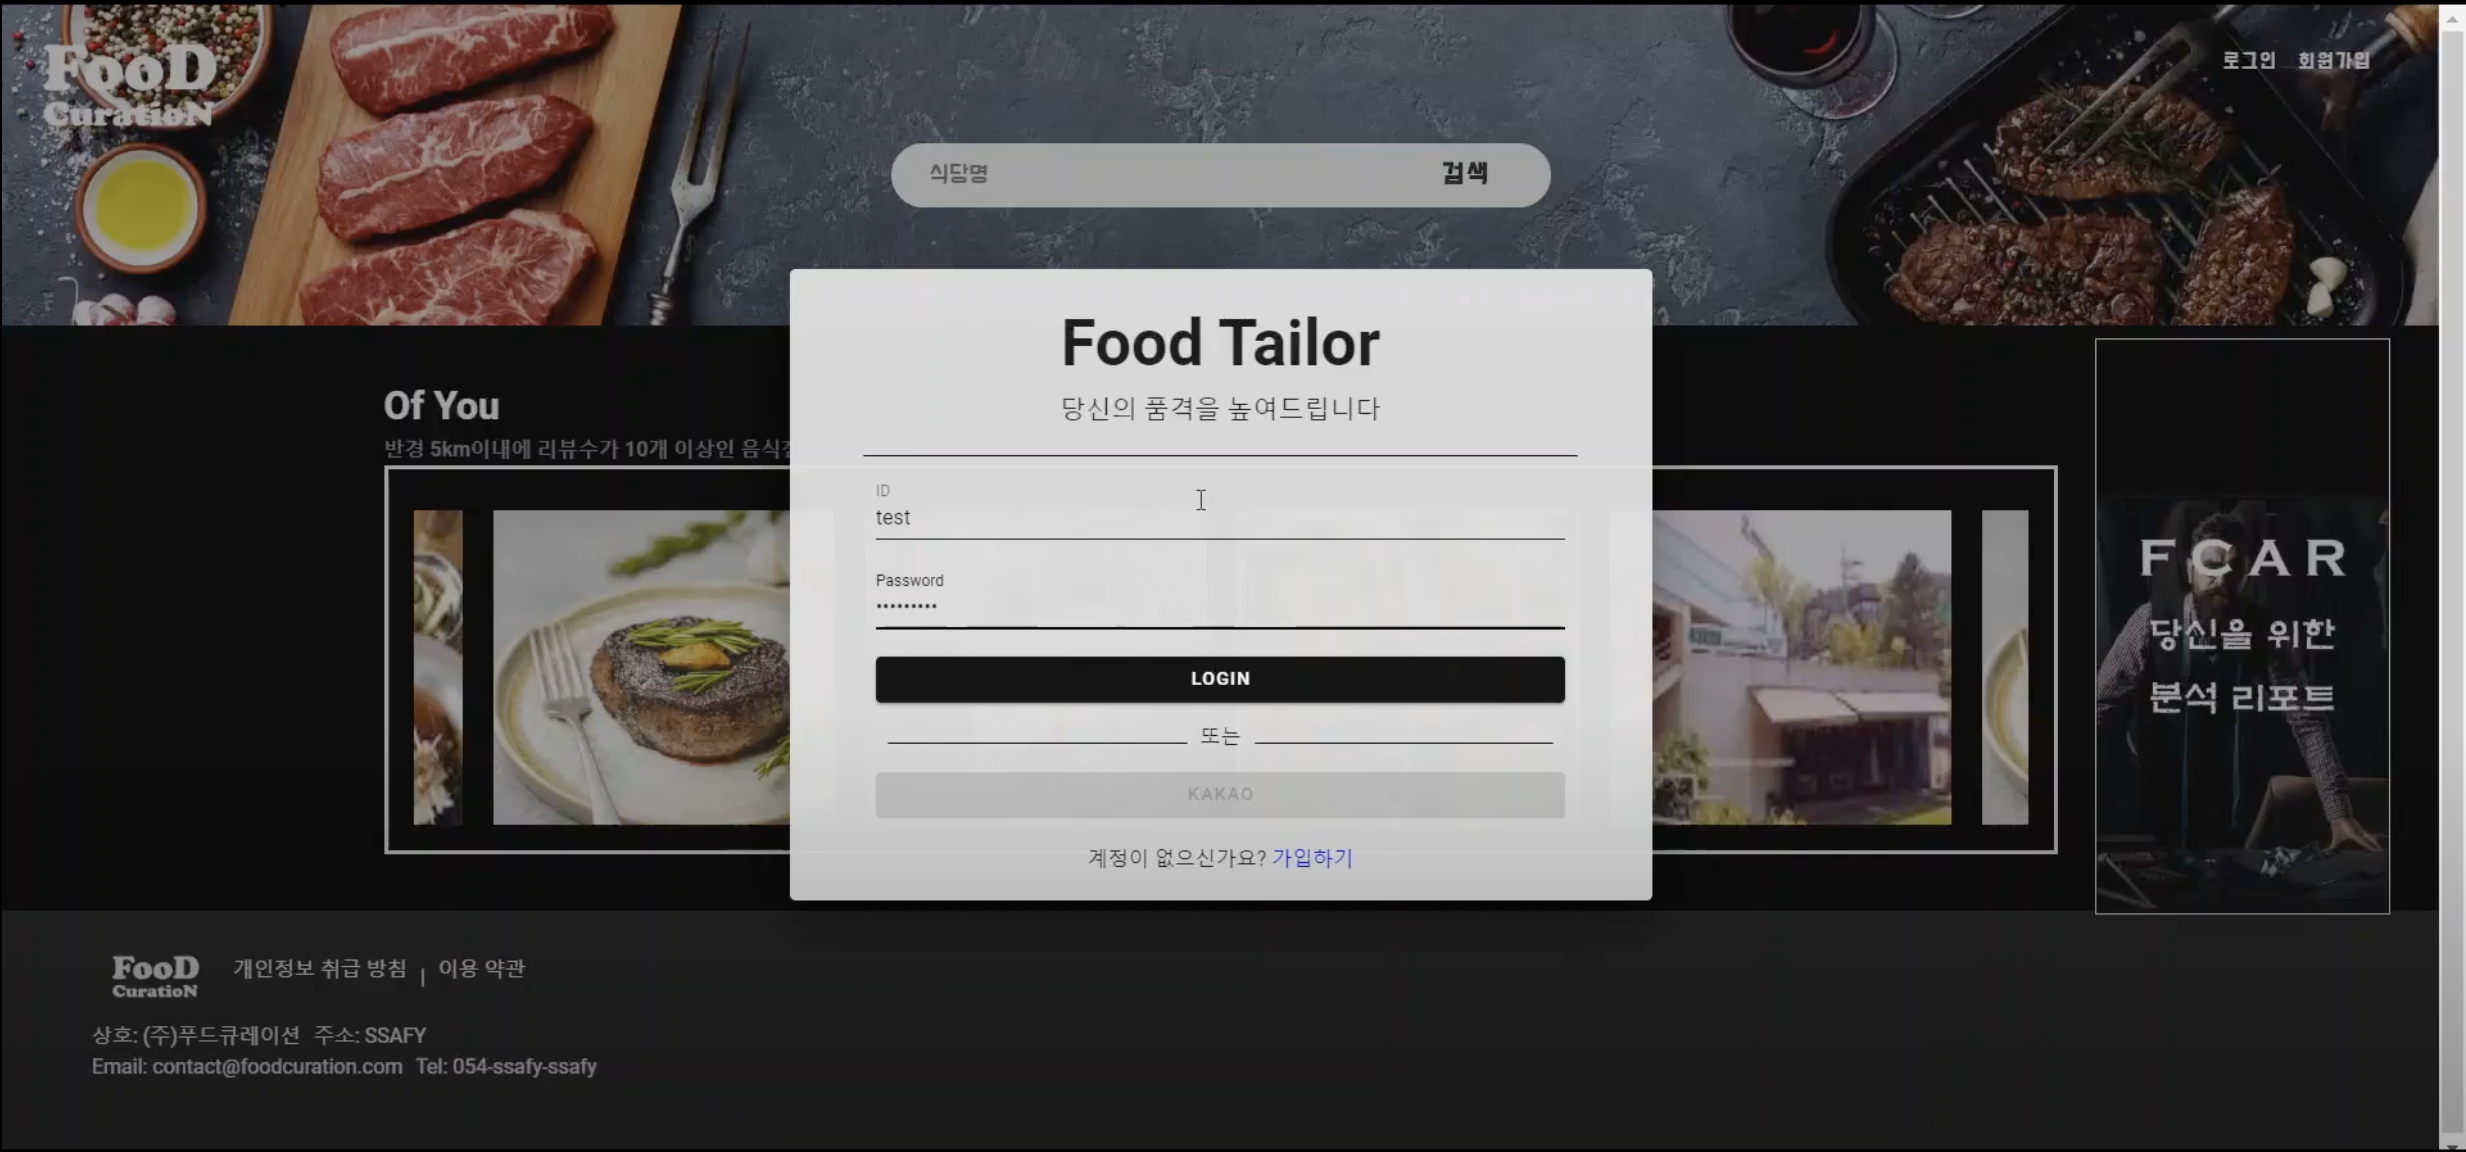 FooD
CuratioN
로그인 회원가입
식당명 검색
Food Tailor
당신의 품격을 높여드립니다
Of You
반경 5km이내에 리뷰수가 10개 이상인
ID
test
Password
LOGIN
또는
KAKAO
계정이 없으신가요? 가입하기
FCAR
당신을 위한
분석 리포트
FooD
CuratioN
개인정보 취급 방침 | 이용 약관
상호: (주)푸드큐레이션 주소: SSAFY
Email: contact@foodcuration.com Tel: 054-ssafy-ssafy